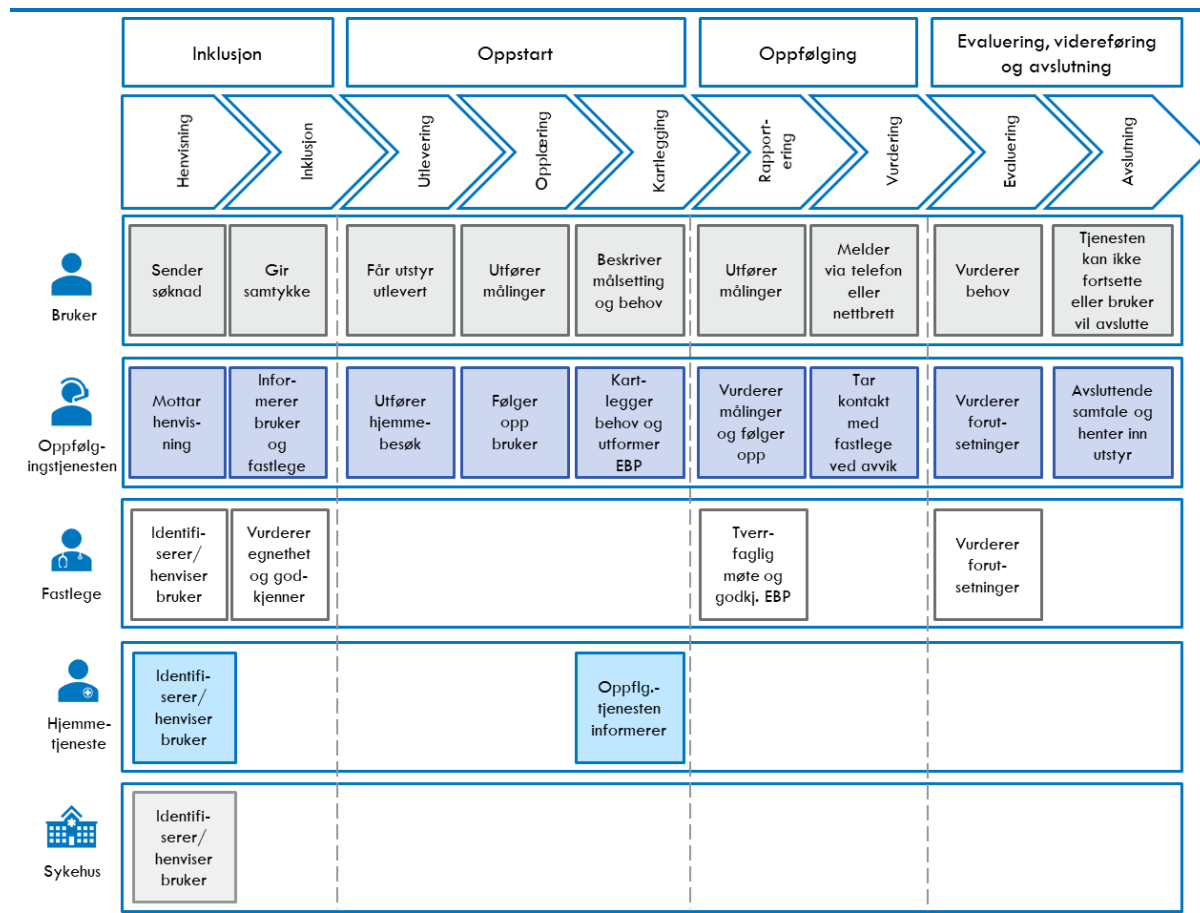 Inklusjon
Oppstart
Oppfølging
Evaluering, videreføring
og avslutning
Henvisning
Inklusjon
Utlevering
Opplæring
Kartlegging
Rapport-
ering
Vurdering
Evaluering
Avslutning
Bruker
Sender
søknad
Gir
samtykke
Får utstyr
utlevert
Utfører
målinger
Beskriver
målsetting
og behov
Utfører
målinger
Melder
via telefon
eller
nettbrett
Vurderer
behov
Tjenesten
kan ikke
fortsette
eller bruker
vil avslutte
Oppfølg-
ingstjenesten
Mottar
henvis-
ning
Infor-
merer
bruker
og
fastlege
Utfører
hjemme-
besøk
Følger
opp
bruker
Kart-
legger
behov og
utformer
EBP
Vurderer
målinger
og følger
opp
Tar
kontakt
med
fastlege
ved avvik
Vurderer
forut-
setninger
Avsluttende
samtale og
henter inn
utstyr
Fastlege
Identifi-
serer/
henviser
bruker
Vurderer
egnethet
og god-
kjenner
Tverr-
faglig
møte og
godkj. EBP
Vurderer
forut-
setninger
Hjemme-
tjeneste
Identifi-
serer/
henviser
bruker
Oppflg.-
tjenesten
informerer
Sykehus
Identifi-
serer/
henviser
bruker